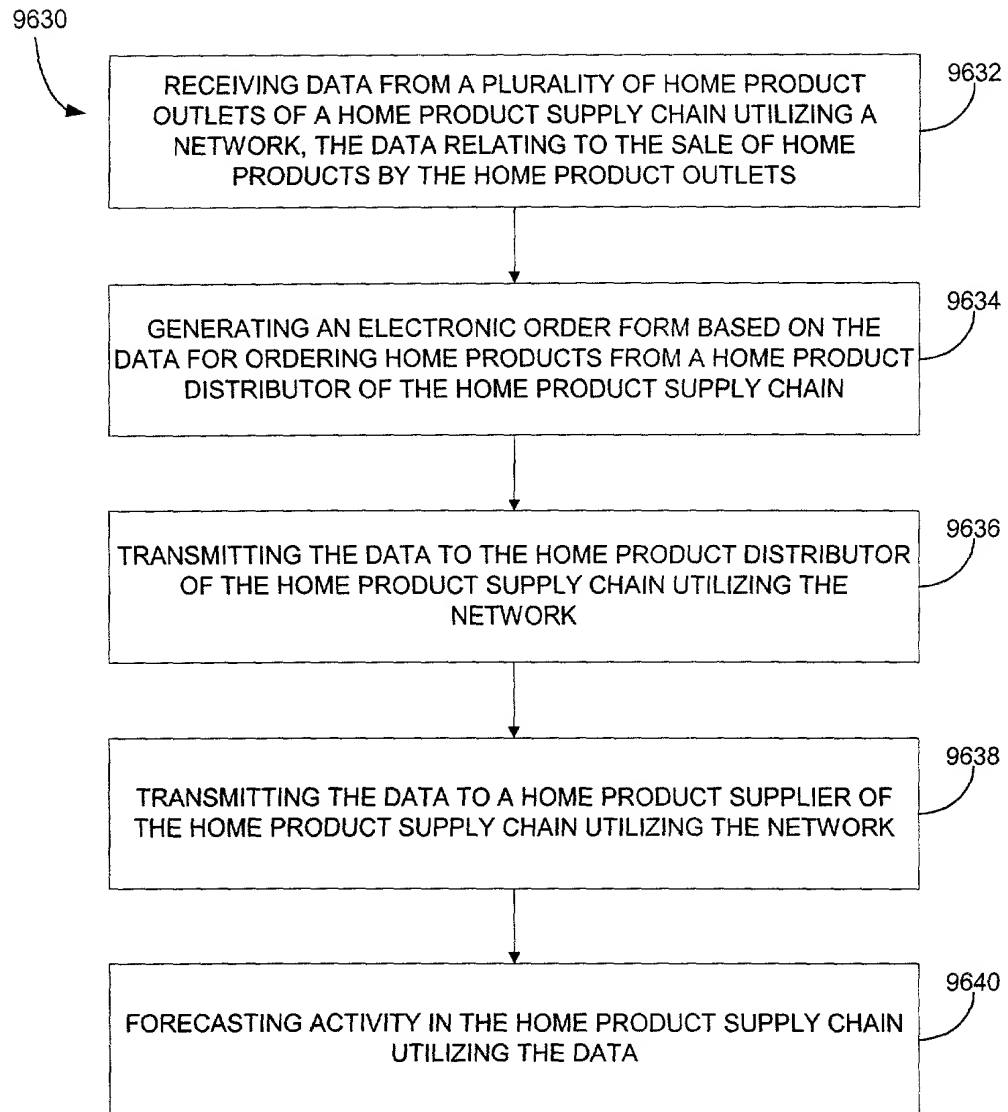 9630
RECEIVING DATA FROM A PLURALITY OF HOME PRODUCT
OUTLETS OF A HOME PRODUCT SUPPLY CHAIN UTILIZING A
NETWORK, THE DATA RELATING TO THE SALE OF HOME
PRODUCTS BY THE HOME PRODUCT OUTLETS
9632
GENERATING AN ELECTRONIC ORDER FORM BASED ON THE
DATA FOR ORDERING HOME PRODUCTS FROM A HOME PRODUCT
DISTRIBUTOR OF THE HOME PRODUCT SUPPLY CHAIN
9634
TRANSMITTING THE DATA TO THE HOME PRODUCT DISTRIBUTOR
OF THE HOME PRODUCT SUPPLY CHAIN UTILIZING THE
NETWORK
9636
TRANSMITTING THE DATA TO A HOME PRODUCT SUPPLIER OF
THE HOME PRODUCT SUPPLY CHAIN UTILIZING THE NETWORK
9638
FORECASTING ACTIVITY IN THE HOME PRODUCT SUPPLY CHAIN
UTILIZING THE DATA
9640